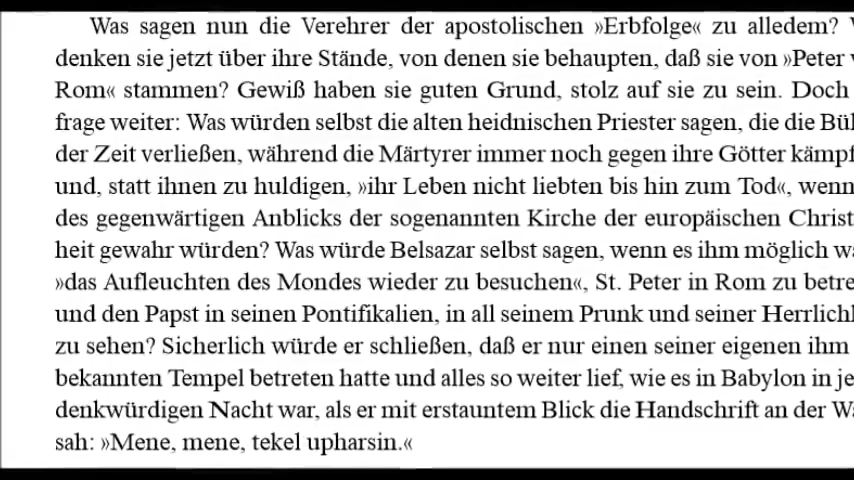 Was sagen nun die Verehrer der apostolischen »Erbfolge« zu alledem?
denken sie jetzt über ihre Stände, von denen sie behaupten, daß sie von »Peter
Rom« stammen? Gewiß haben sie guten Grund, stolz auf sie zu sein. Doch
frage weiter: Was würden selbst die alten heidnischen Priester sagen, die die
der Zeit verließen, während die Märtyrer immer noch gegen ihre Götter
und, statt ihnen zu huldigen, »ihr Leben nicht liebten bis hin zum Tod«, wenn
des gegenwärtigen Anblicks der sogenannten Kirche der europäischen
heit gewahr würden? Was würde Belsazar selbst sagen, wenn es ihm möglich
»das Aufleuchten des Mondes wieder zu besuchen«, St. Peter in Rom zu
und den Papst in seinen Pontifikalien, in all seinem Prunk und seiner
zu sehen? Sicherlich würde er schließen, daß er nur einen seiner eigenen ihm
bekannten Tempel betreten hatte und alles so weiter lief, wie es in Babylon in
denkwürdigen Nacht war, als er mit erstauntem Blick die Handschrift an der
sah: »Mene, mene, tekel upharsin.«